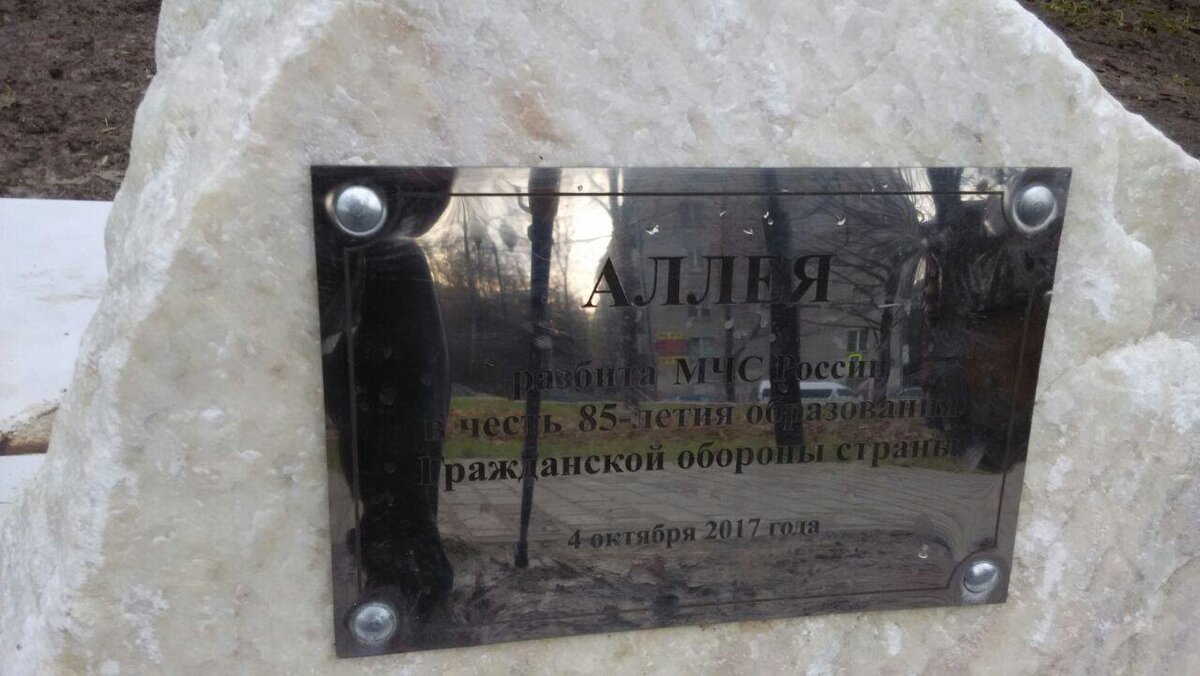 АЛЛЕЯ
разбита МЧС России
в честь 85-летия образования
Гражданской обороны страны
4 октября 2017 года